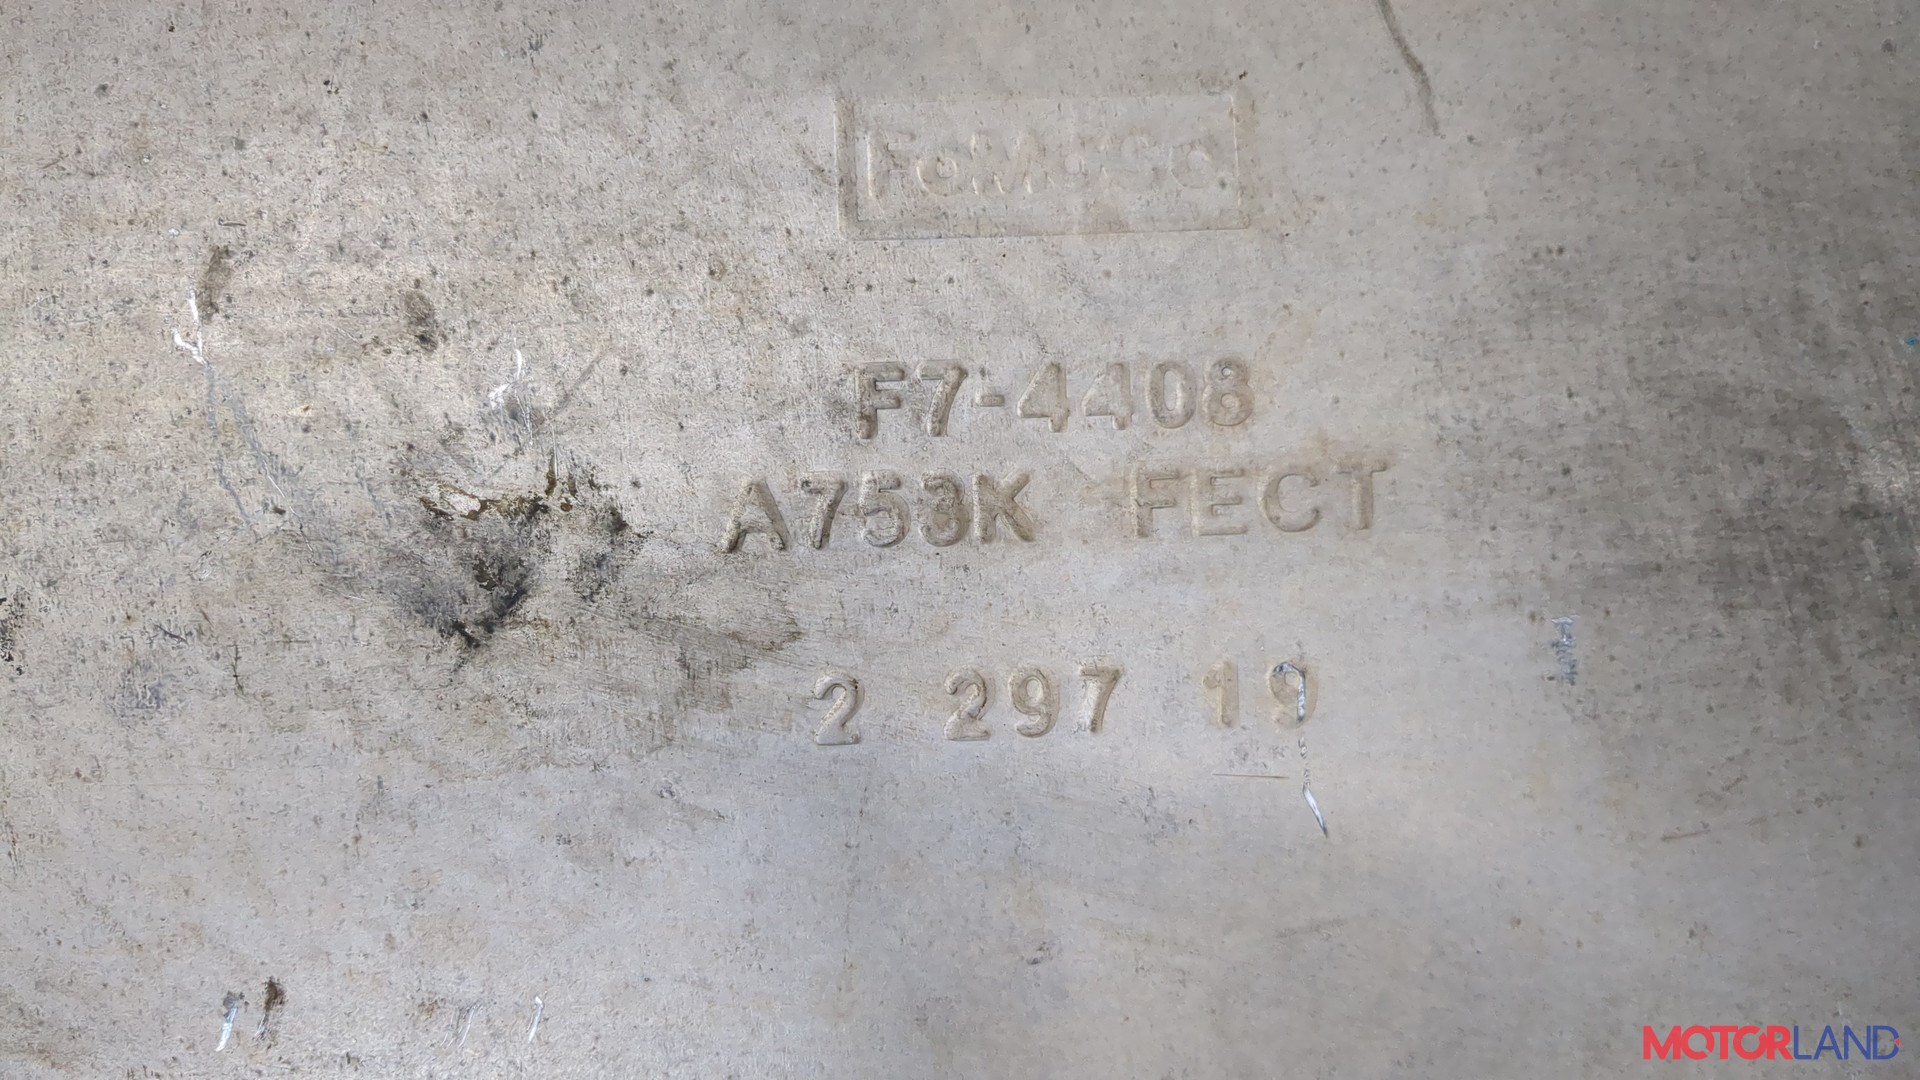 FoMoCo
F7-4408
A753K FECT
2 297 19
MOTORLAND